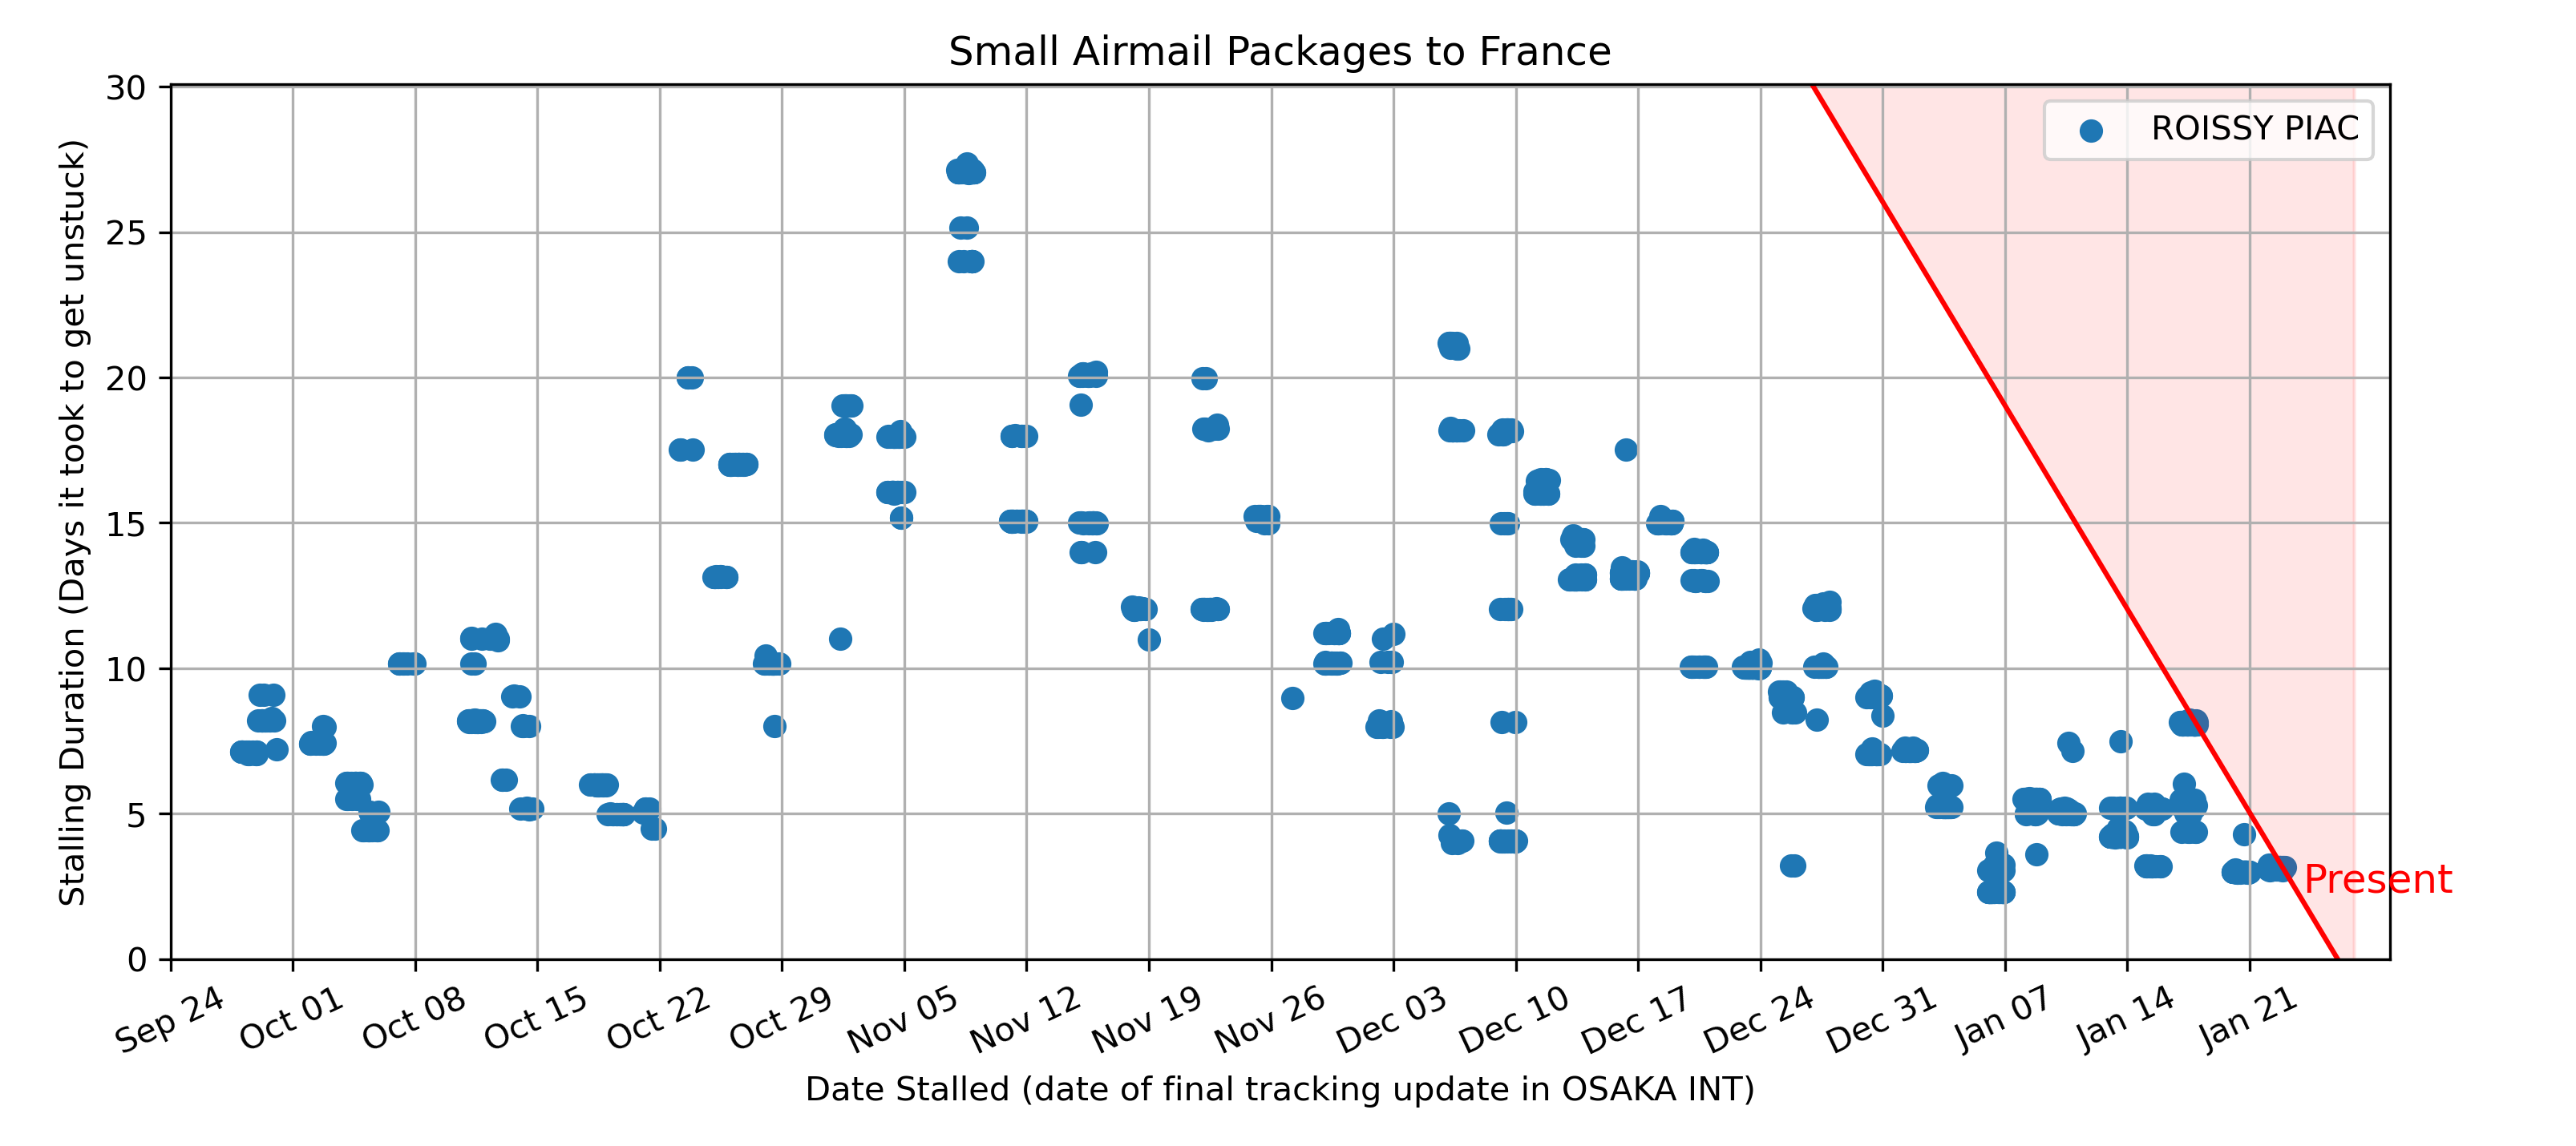 Small Airmail Packages to France
ROISSY PIAC
30
25
20
15
10
5
0
Stalling Duration (Days it took to get unstuck)
Present
Sep 24
Oct 01
Oct 08
Oct 15
Oct 22
Oct 29
Nov 05
Nov 12
Nov 19
Nov 26
Dec 03
Dec 10
Dec 17
Dec 24
Dec 31
Jan 07
Jan 14
Jan 21
Date Stalled (date of final tracking update in OSAKA INT)